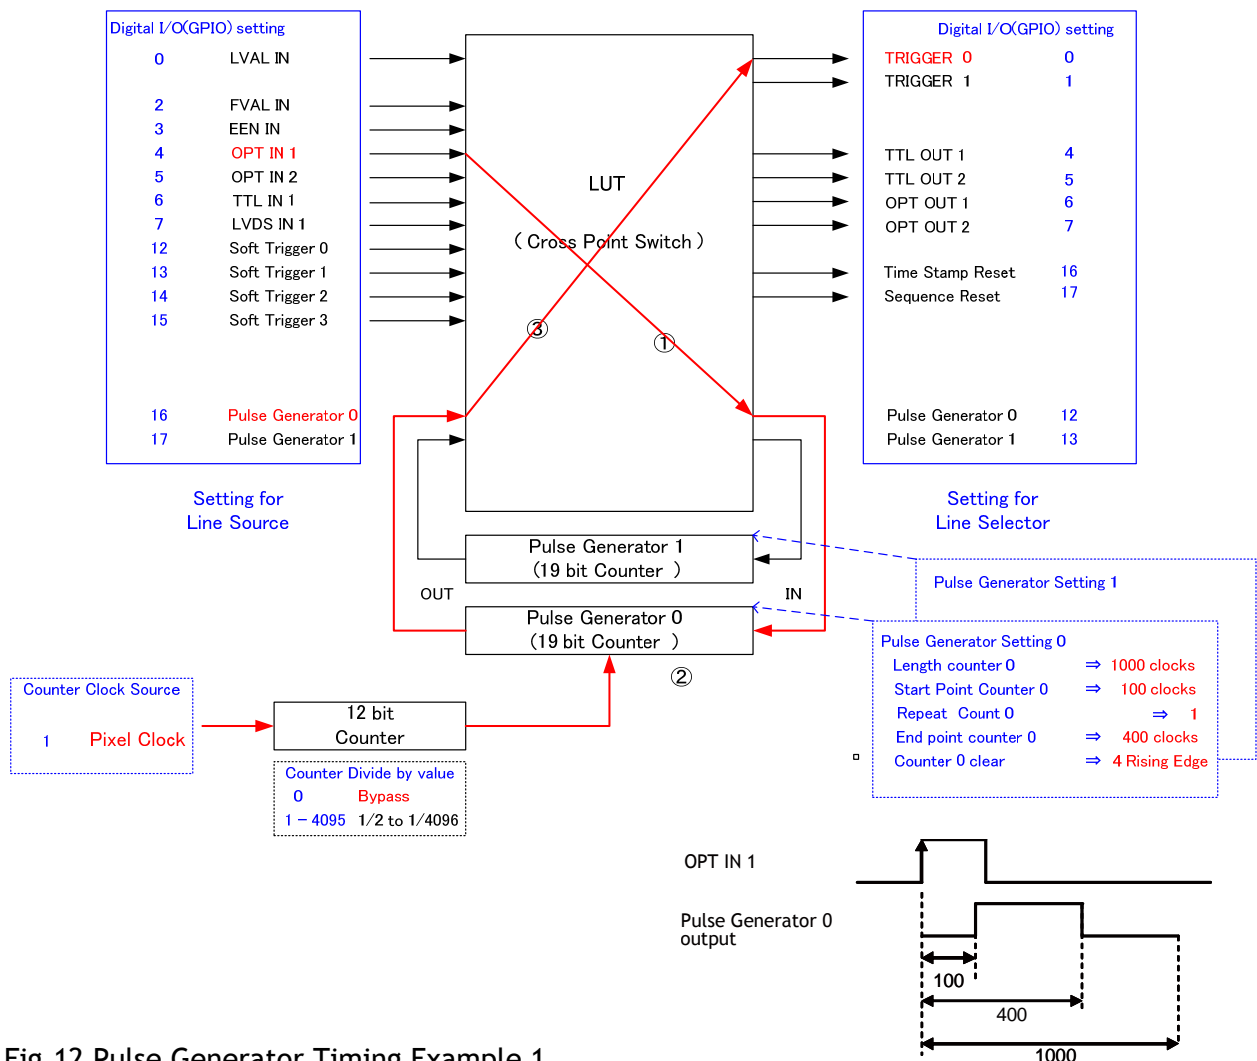 Digital I/O(GPIO) setting
0 LVAL IN
2 FVAL IN
3 EEN IN
4 OPT IN 1
5 OPT IN 2
6 TTL IN 1
7 LVDS IN 1
12 Soft Trigger 0
13 Soft Trigger 1
14 Soft Trigger 2
15 Soft Trigger 3
16 Pulse Generator 0
17 Pulse Generator 1
Setting for
Line Source
LUT
( Cross Point Switch )
③
①
Digital I/O(GPIO) setting
TRIGGER 0 0
TRIGGER 1 1
TTL OUT 1 4
TTL OUT 2 5
OPT OUT 1 6
OPT OUT 2 7
Time Stamp Reset 16
Sequence Reset 17
Pulse Generator 0 12
Pulse Generator 1 13
Setting for
Line Selector
Pulse Generator 1
(19 bit Counter )
OUT
IN
Pulse Generator 0
(19 bit Counter )
②
Pulse Generator Setting 1
Pulse Generator Setting 0
Length counter 0 ⇒ 1000 clocks
Start Point Counter 0 ⇒ 100 clocks
Repeat Count 0 ⇒ 1
End point counter 0 ⇒ 400 clocks
Counter 0 clear ⇒ 4 Rising Edge
Counter Clock Source
1 Pixel Clock
12 bit
Counter
Counter Divide by value
0 Bypass
1 - 4095 1/2 to 1/4096
OPT IN 1
Pulse Generator 0
output
100
400
1000
Fig.12 Pulse Generator Timing Example 1